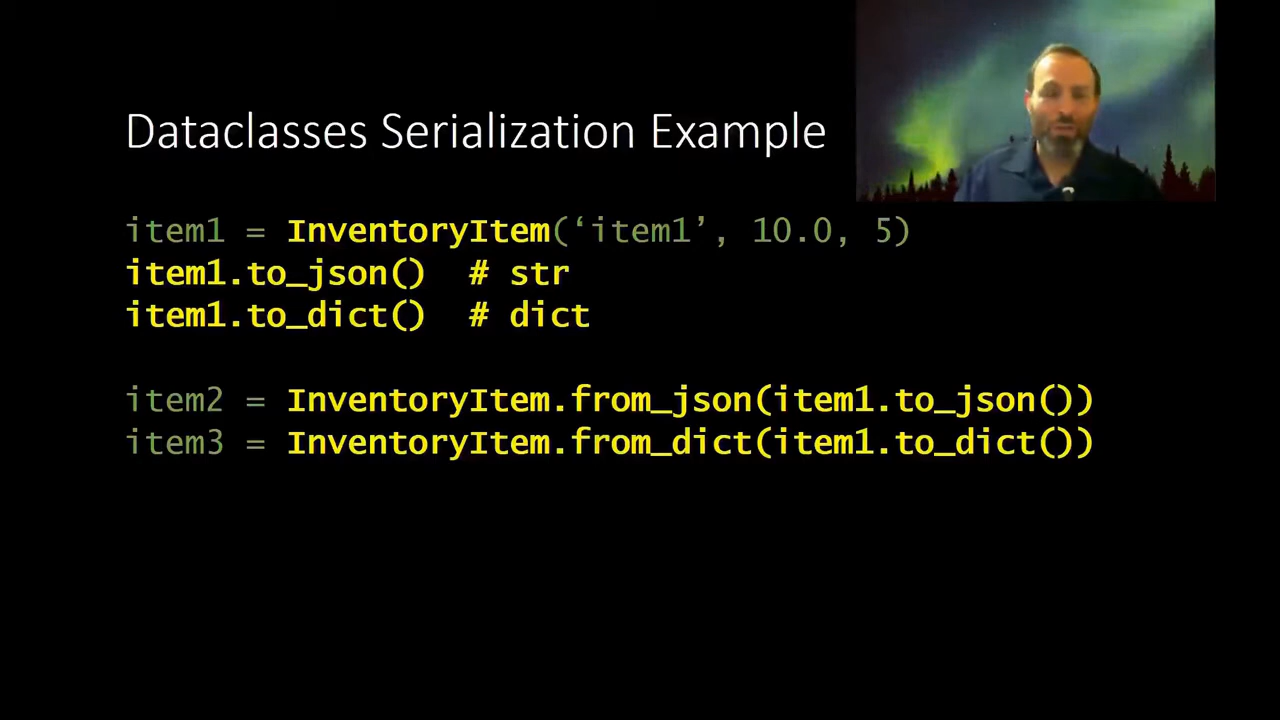 Dataclasses Serialization Example
item1 = InventoryItem(‘item1’, 10.0, 5)
item1.to_json()  # str
item1.to_dict()  # dict
item2 = InventoryItem.from_json(item1.to_json())
item3 = InventoryItem.from_dict(item1.to_dict())